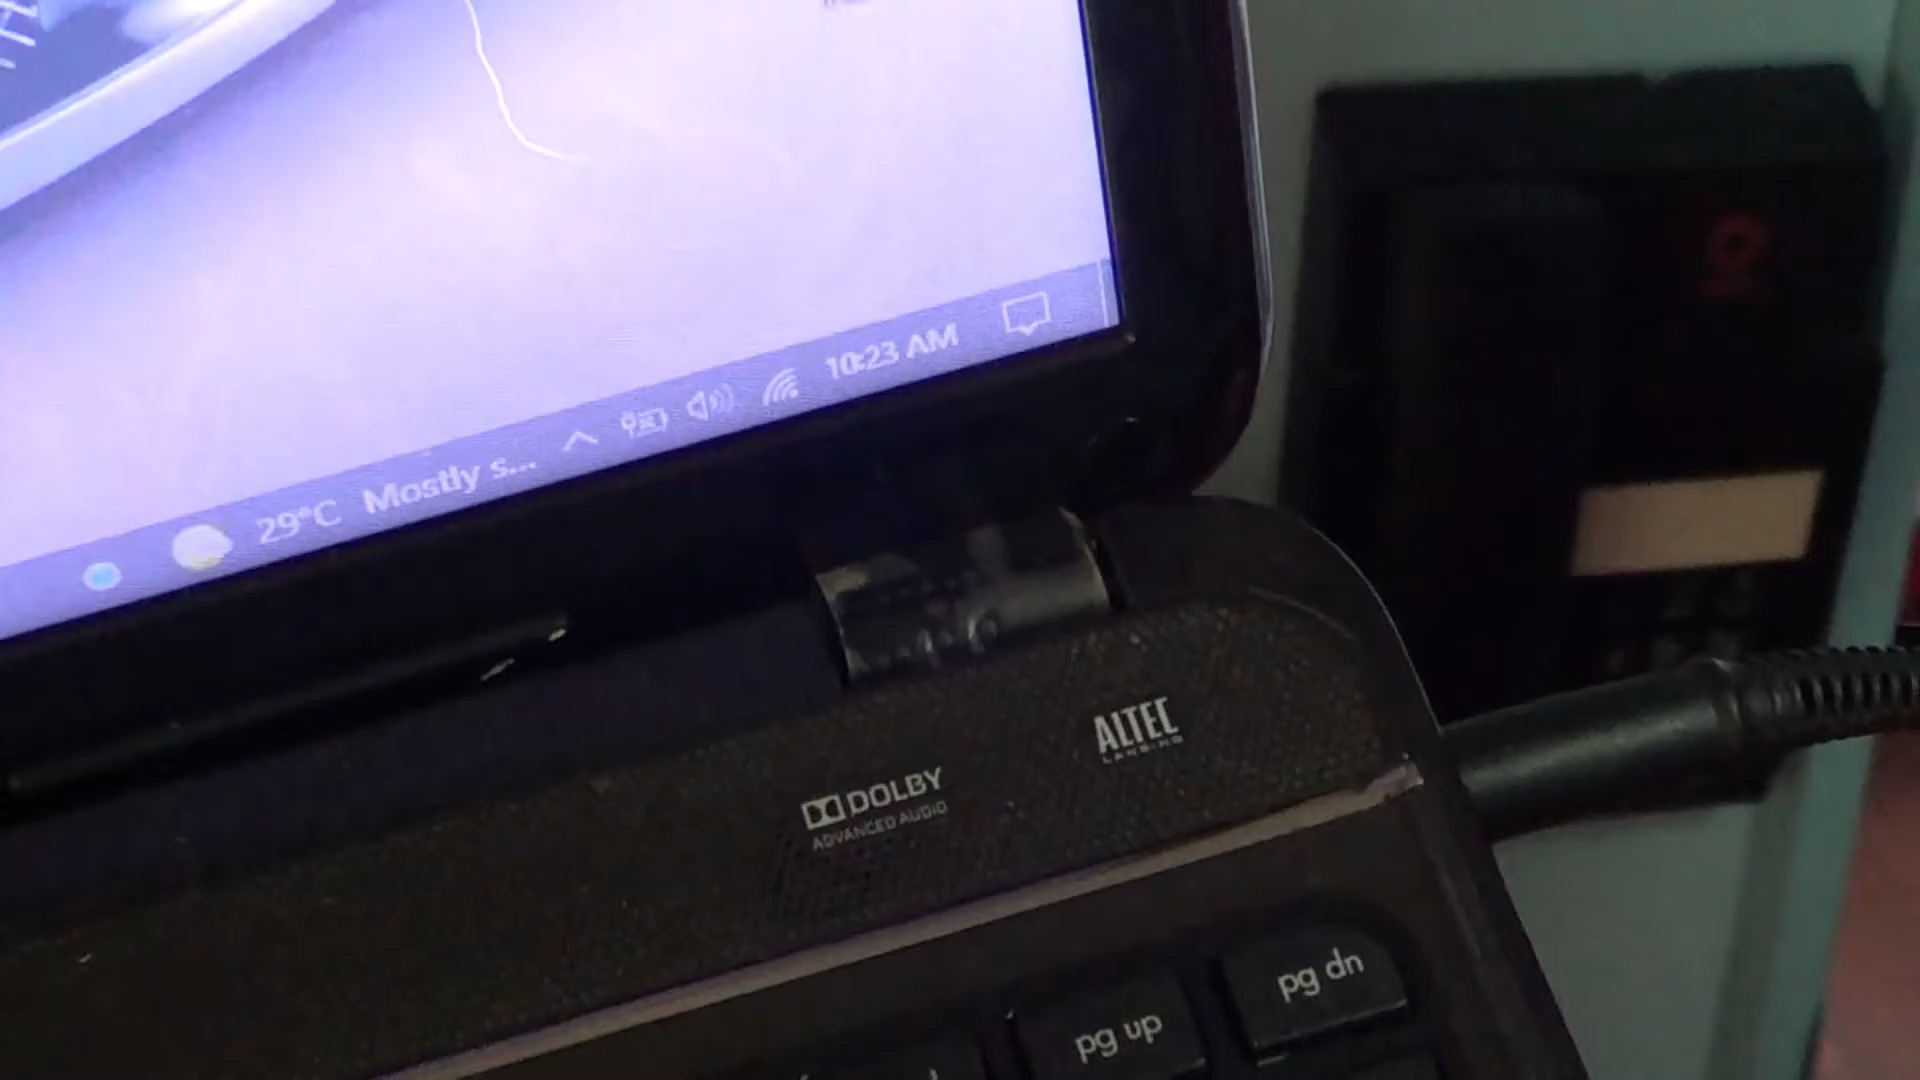 29°C Mostly s... 10:23 AM
ALTEC
LANSING
DOLBY
ADVANCED AUDIO
pg dn
pg up